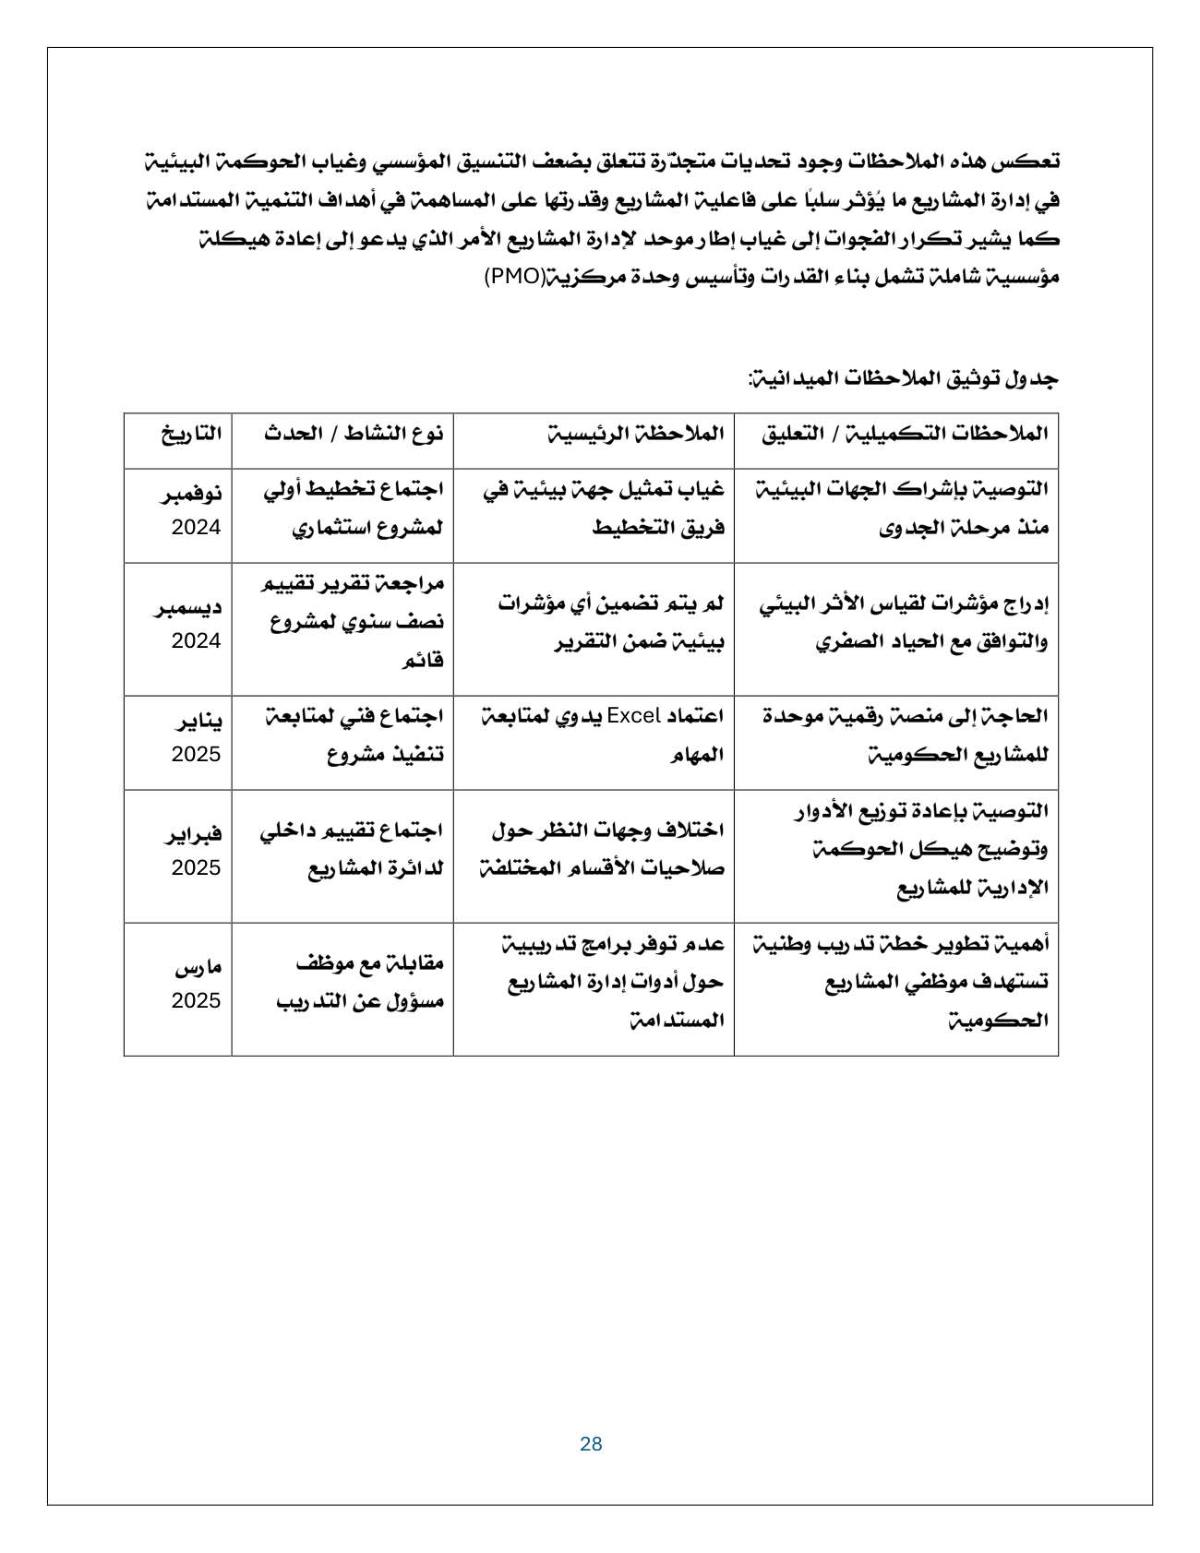 تعكس هذه الملاحظات وجود تحديات متجذّرة تتعلق بضعف التنسيق المؤسسي وغياب الحوكمة البيئية
في إدارة المشاريع ما يُؤثر سلبًا على فاعلية المشاريع وقدرتها على المساهمة في أهداف التنمية المستدامة
كما يشير تكرار الفجوات إلى غياب إطار موحد لإدارة المشاريع الأمر الذي يدعو إلى إعادة هيكلة
مؤسسية شاملة تشمل بناء القدرات وتأسيس وحدة مركزية(PMO)
جدول توثيق الملاحظات الميدانية:
الملاحظات التكميلية / التعليق
الملاحظة الرئيسية
نوع النشاط / الحدث
التاريخ
التوصية بإشراك الجهات البيئية
منذ مرحلة الجدوى
غياب تمثيل جهة بيئية في
فريق التخطيط
اجتماع تخطيط أولي
لمشروع استثماري
نوفمبر
2024
إدراج مؤشرات لقياس الأثر البيئي
والتوافق مع الحياد الصفري
لم يتم تضمين أي مؤشرات
بيئية ضمن التقرير
مراجعة تقرير تقييم
نصف سنوي لمشروع
قائم
ديسمبر
2024
الحاجة إلى منصة رقمية موحدة
للمشاريع الحكومية
اعتماد Excel يدوي لمتابعة
المهام
اجتماع فني لمتابعة
تنفيذ مشروع
يناير
2025
التوصية بإعادة توزيع الأدوار
وتوضيح هيكل الحوكمة
الإدارية للمشاريع
اختلاف وجهات النظر حول
صلاحيات الأقسام المختلفة
اجتماع تقييم داخلي
لدائرة المشاريع
فبراير
2025
أهمية تطوير خطة تدريب وطنية
تستهدف موظفي المشاريع
الحكومية
عدم توفر برامج تدريبية
حول أدوات إدارة المشاريع
المستدامة
مقابلة مع موظف
مسؤول عن التدريب
مارس
2025
28